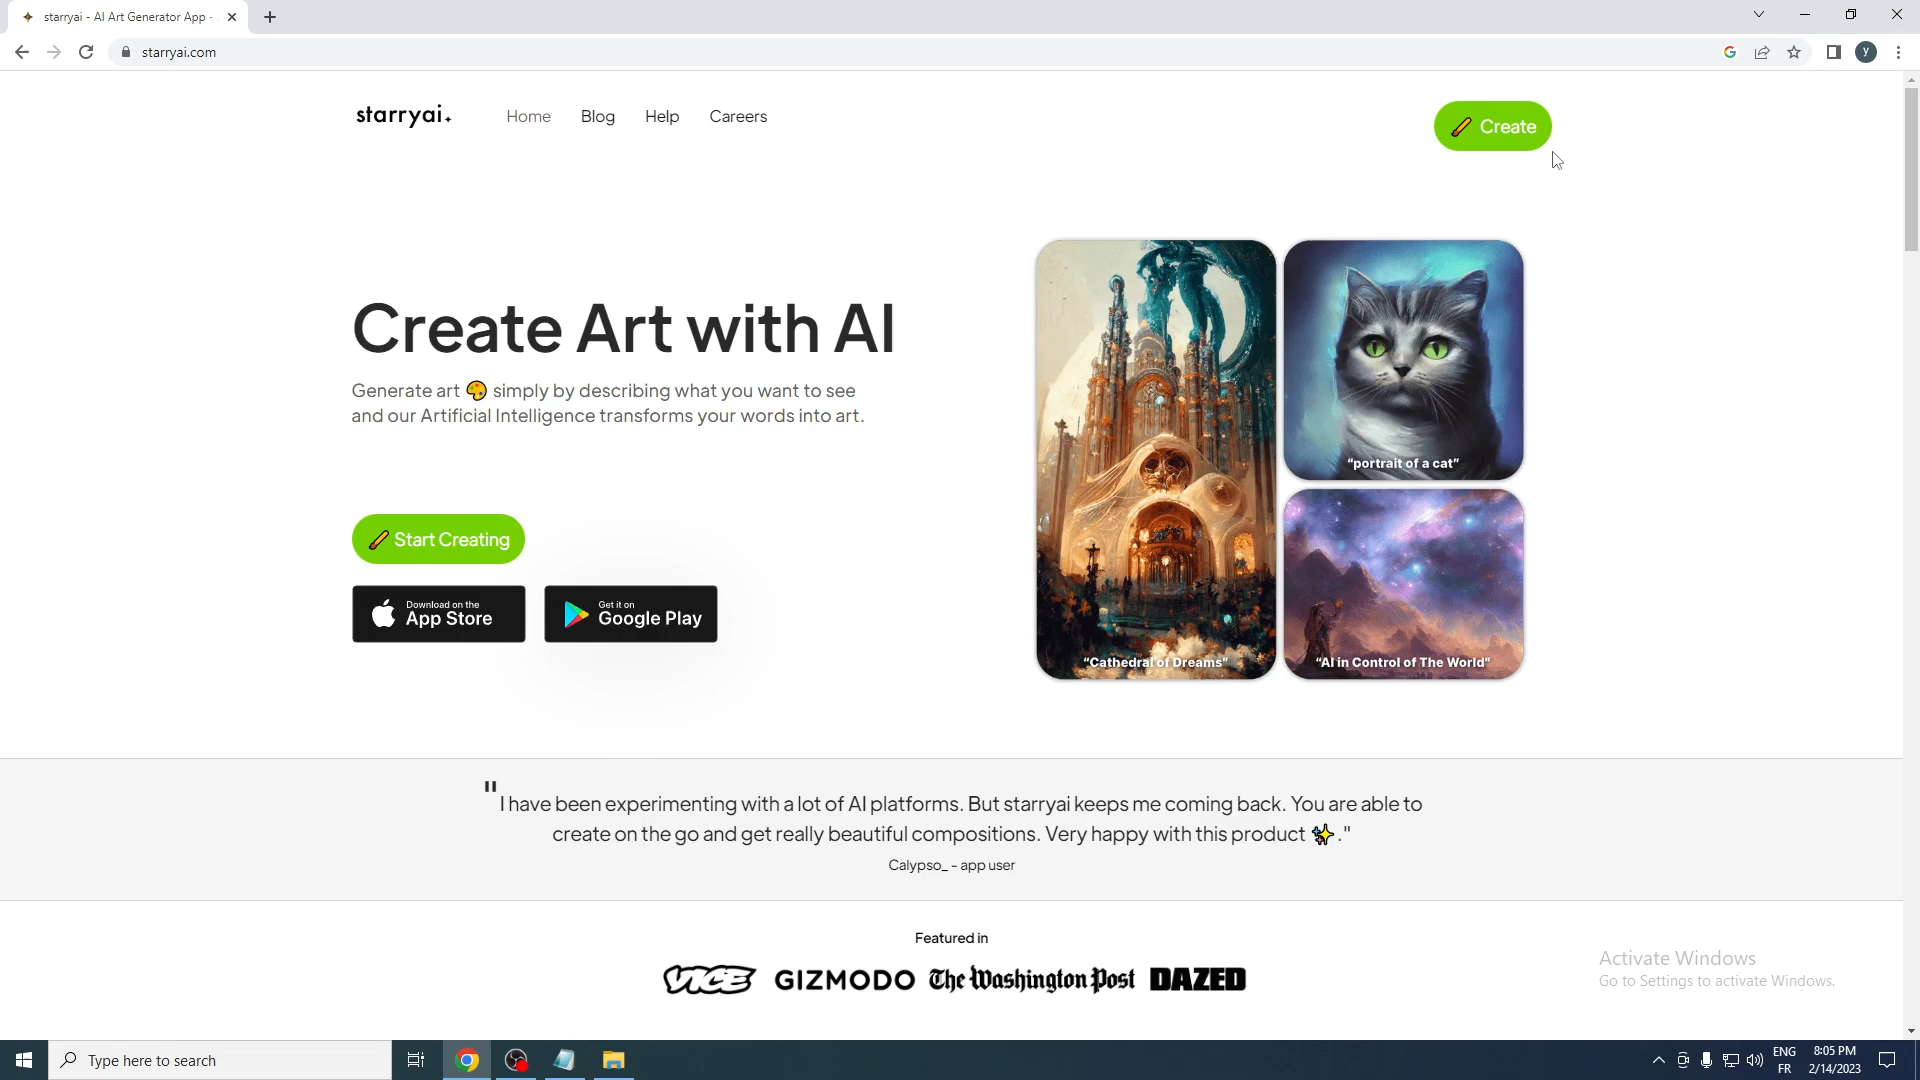 starryai - AI Art Generator App -
starryai.com
y
starryai
Home
Blog
Help
Careers
Create
Create Art with AI
Generate art 🎨 simply by describing what you want to see
and our Artificial Intelligence transforms your words into art.
Start Creating
Download on the
App Store
Get it on
Google Play
"Cathedral of Dreams"
"portrait of a cat"
"AI in Control of The World"
"I have been experimenting with a lot of AI platforms. But starryai keeps me coming back. You are able to
create on the go and get really beautiful compositions. Very happy with this product ✨."
Calypso_ - app user
Featured in
VICE GIZMODO The Washington Post DAZED
Activate Windows
Go to Settings to activate Windows.
Type here to search
ENG
FR
8:05 PM
2/14/2023